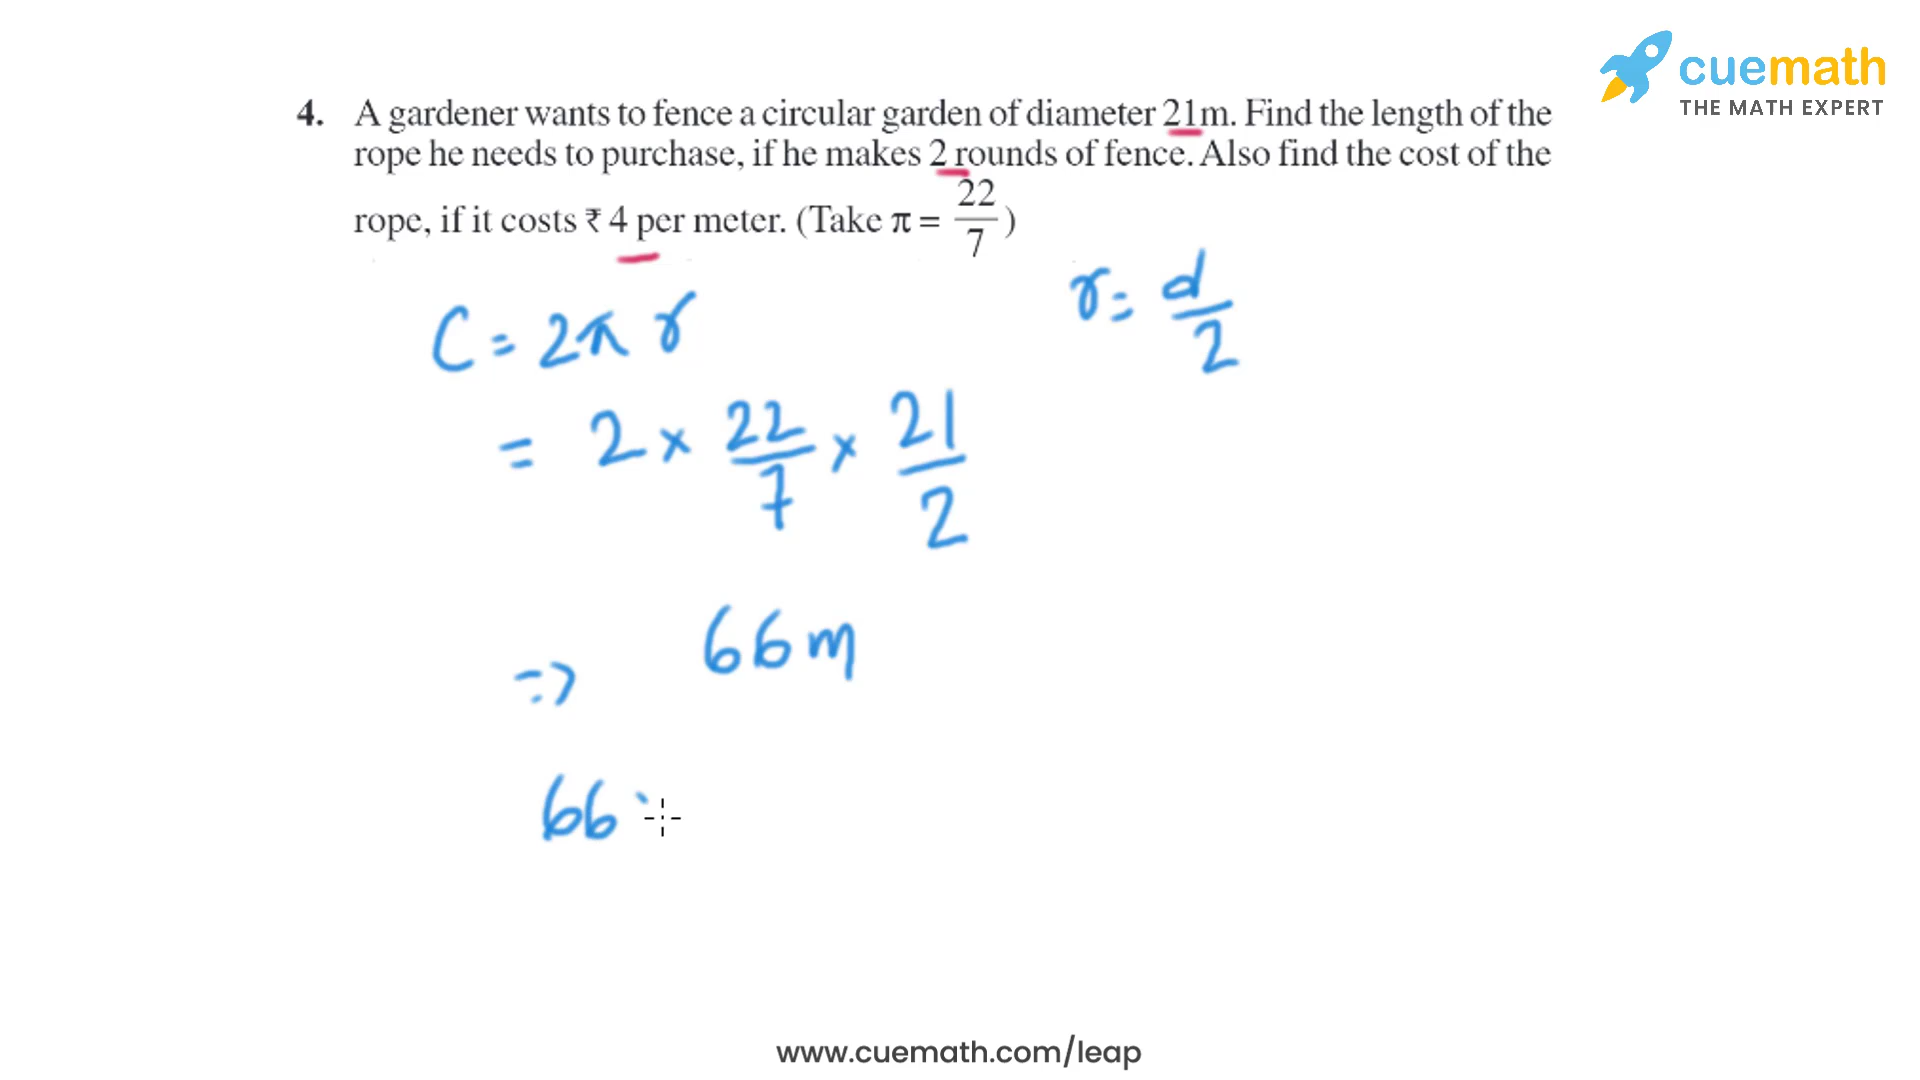 cuemath
THE MATH EXPERT
4. A gardener wants to fence a circular garden of diameter 21m. Find the length of the
rope he needs to purchase, if he makes 2 rounds of fence. Also find the cost of the
rope, if it costs ₹ 4 per meter. (Take π = 22/7)
r = d/2
C = 2πr
= 2 × 22/7 × 21/2
⇒ 66m
66
www.cuemath.com/leap